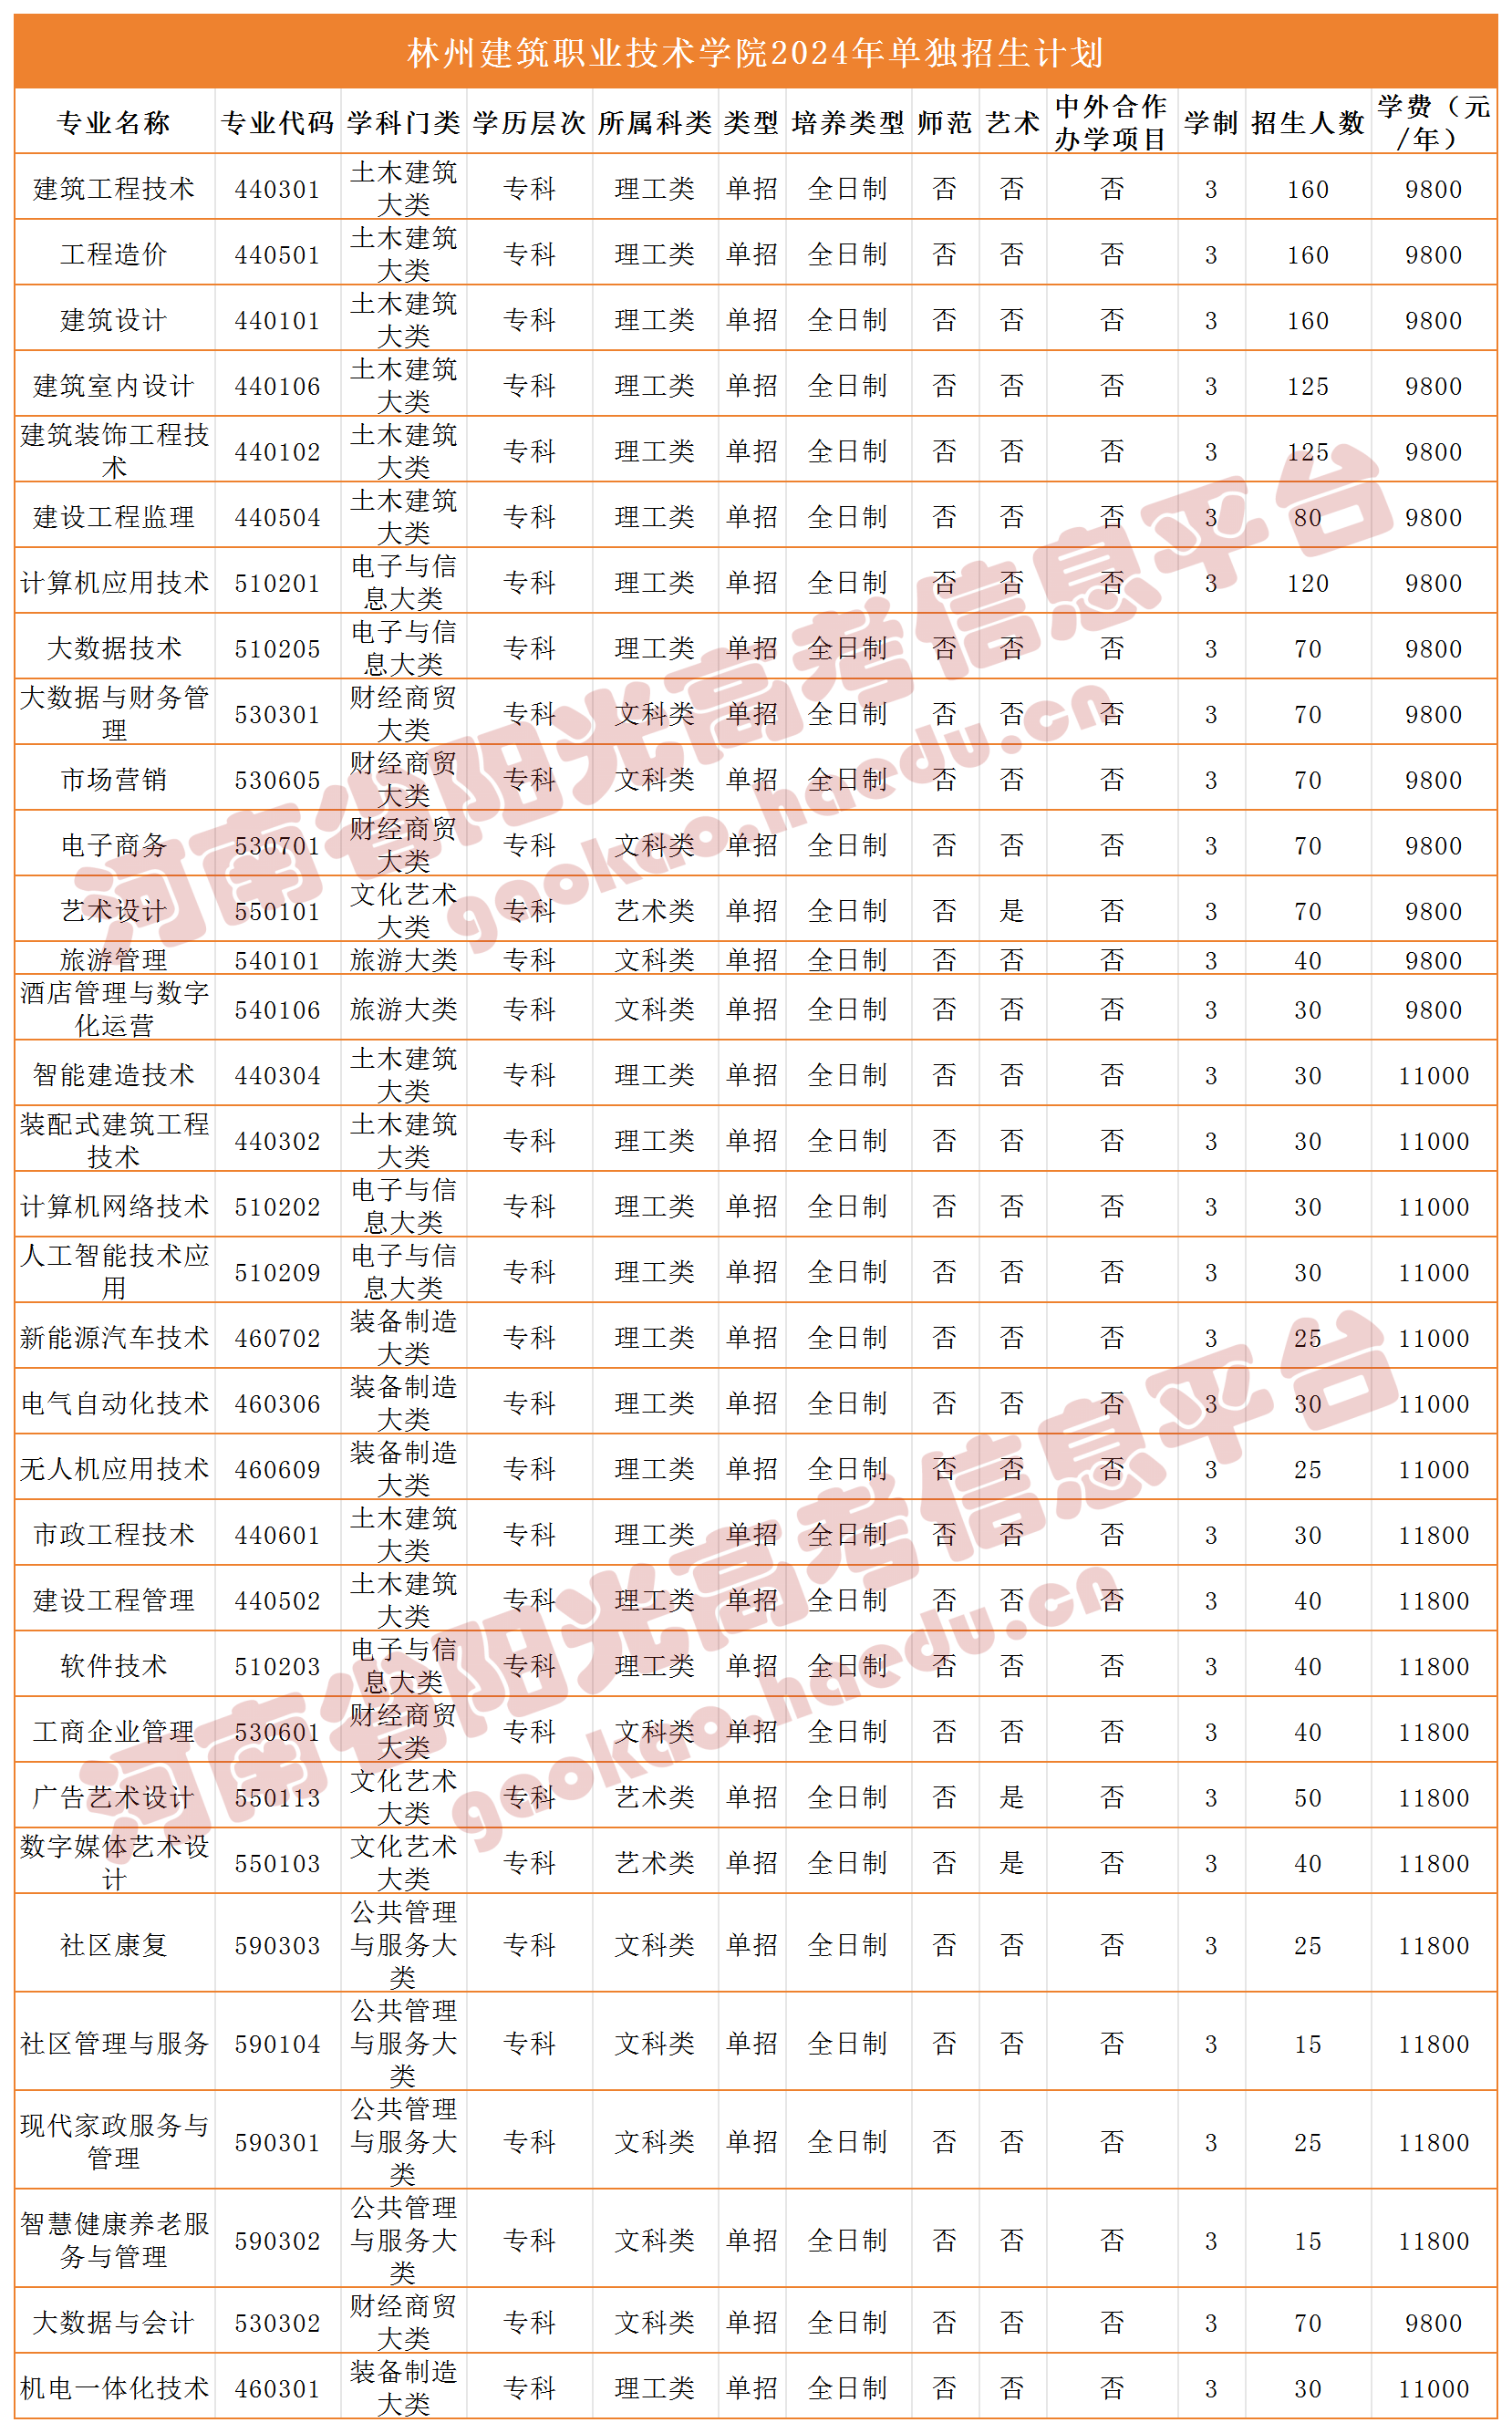 林州建筑职业技术学院2024年单独招生计划
专业名称 专业代码 学科门类 学历层次 所属科类 类型 培养类型 师范 艺术 中外合作办学项目 学制 招生人数 学费（元/年）
建筑工程技术 440301 土木建筑大类 专科 理工类 单招 全日制 否 否 否 3 160 9800
工程造价 440501 土木建筑大类 专科 理工类 单招 全日制 否 否 否 3 160 9800
建筑设计 440101 土木建筑大类 专科 理工类 单招 全日制 否 否 否 3 160 9800
建筑室内设计 440106 土木建筑大类 专科 理工类 单招 全日制 否 否 否 3 125 9800
建筑装饰工程技术 440102 土木建筑大类 专科 理工类 单招 全日制 否 否 否 3 125 9800
建设工程监理 440504 土木建筑大类 专科 理工类 单招 全日制 否 否 否 3 80 9800
计算机应用技术 510201 电子与信息大类 专科 理工类 单招 全日制 否 否 否 3 120 9800
大数据技术 510205 电子与信息大类 专科 理工类 单招 全日制 否 否 否 3 70 9800
大数据与财务管理 530301 财经商贸大类 专科 文科类 单招 全日制 否 否 否 3 70 9800
市场营销 530605 财经商贸大类 专科 文科类 单招 全日制 否 否 否 3 70 9800
电子商务 530701 财经商贸大类 专科 文科类 单招 全日制 否 否 否 3 70 9800
艺术设计 550101 文化艺术大类 专科 艺术类 单招 全日制 否 是 否 3 70 9800
旅游管理 540101 旅游大类 专科 文科类 单招 全日制 否 否 否 3 40 9800
酒店管理与数字化运营 540106 旅游大类 专科 文科类 单招 全日制 否 否 否 3 30 9800
智能建造技术 440304 土木建筑大类 专科 理工类 单招 全日制 否 否 否 3 30 11000
装配式建筑工程技术 440302 土木建筑大类 专科 理工类 单招 全日制 否 否 否 3 30 11000
计算机网络技术 510202 电子与信息大类 专科 理工类 单招 全日制 否 否 否 3 30 11000
人工智能技术应用 510209 电子与信息大类 专科 理工类 单招 全日制 否 否 否 3 30 11000
新能源汽车技术 460702 装备制造大类 专科 理工类 单招 全日制 否 否 否 3 25 11000
电气自动化技术 460306 装备制造大类 专科 理工类 单招 全日制 否 否 否 3 30 11000
无人机应用技术 460609 装备制造大类 专科 理工类 单招 全日制 否 否 否 3 25 11000
市政工程技术 440601 土木建筑大类 专科 理工类 单招 全日制 否 否 否 3 30 11800
建设工程管理 440502 土木建筑大类 专科 理工类 单招 全日制 否 否 否 3 40 11800
软件技术 510203 电子与信息大类 专科 理工类 单招 全日制 否 否 否 3 40 11800
工商企业管理 530601 财经商贸大类 专科 文科类 单招 全日制 否 否 否 3 40 11800
广告艺术设计 550113 文化艺术大类 专科 艺术类 单招 全日制 否 是 否 3 50 11800
数字媒体艺术设计 550103 文化艺术大类 专科 艺术类 单招 全日制 否 是 否 3 40 11800
社区康复 590303 公共管理与服务大类 专科 文科类 单招 全日制 否 否 否 3 25 11800
社区管理与服务 590104 公共管理与服务大类 专科 文科类 单招 全日制 否 否 否 3 15 11800
现代家政服务与管理 590301 公共管理与服务大类 专科 文科类 单招 全日制 否 否 否 3 25 11800
智慧健康养老服务与管理 590302 公共管理与服务大类 专科 文科类 单招 全日制 否 否 否 3 15 11800
大数据与会计 530302 财经商贸大类 专科 文科类 单招 全日制 否 否 否 3 70 9800
机电一体化技术 460301 装备制造大类 专科 理工类 单招 全日制 否 否 否 3 30 11000
河南省阳光高考信息平台
gaokao.haedu.cn
河南省阳光高考信息平台
gaokao.haedu.cn